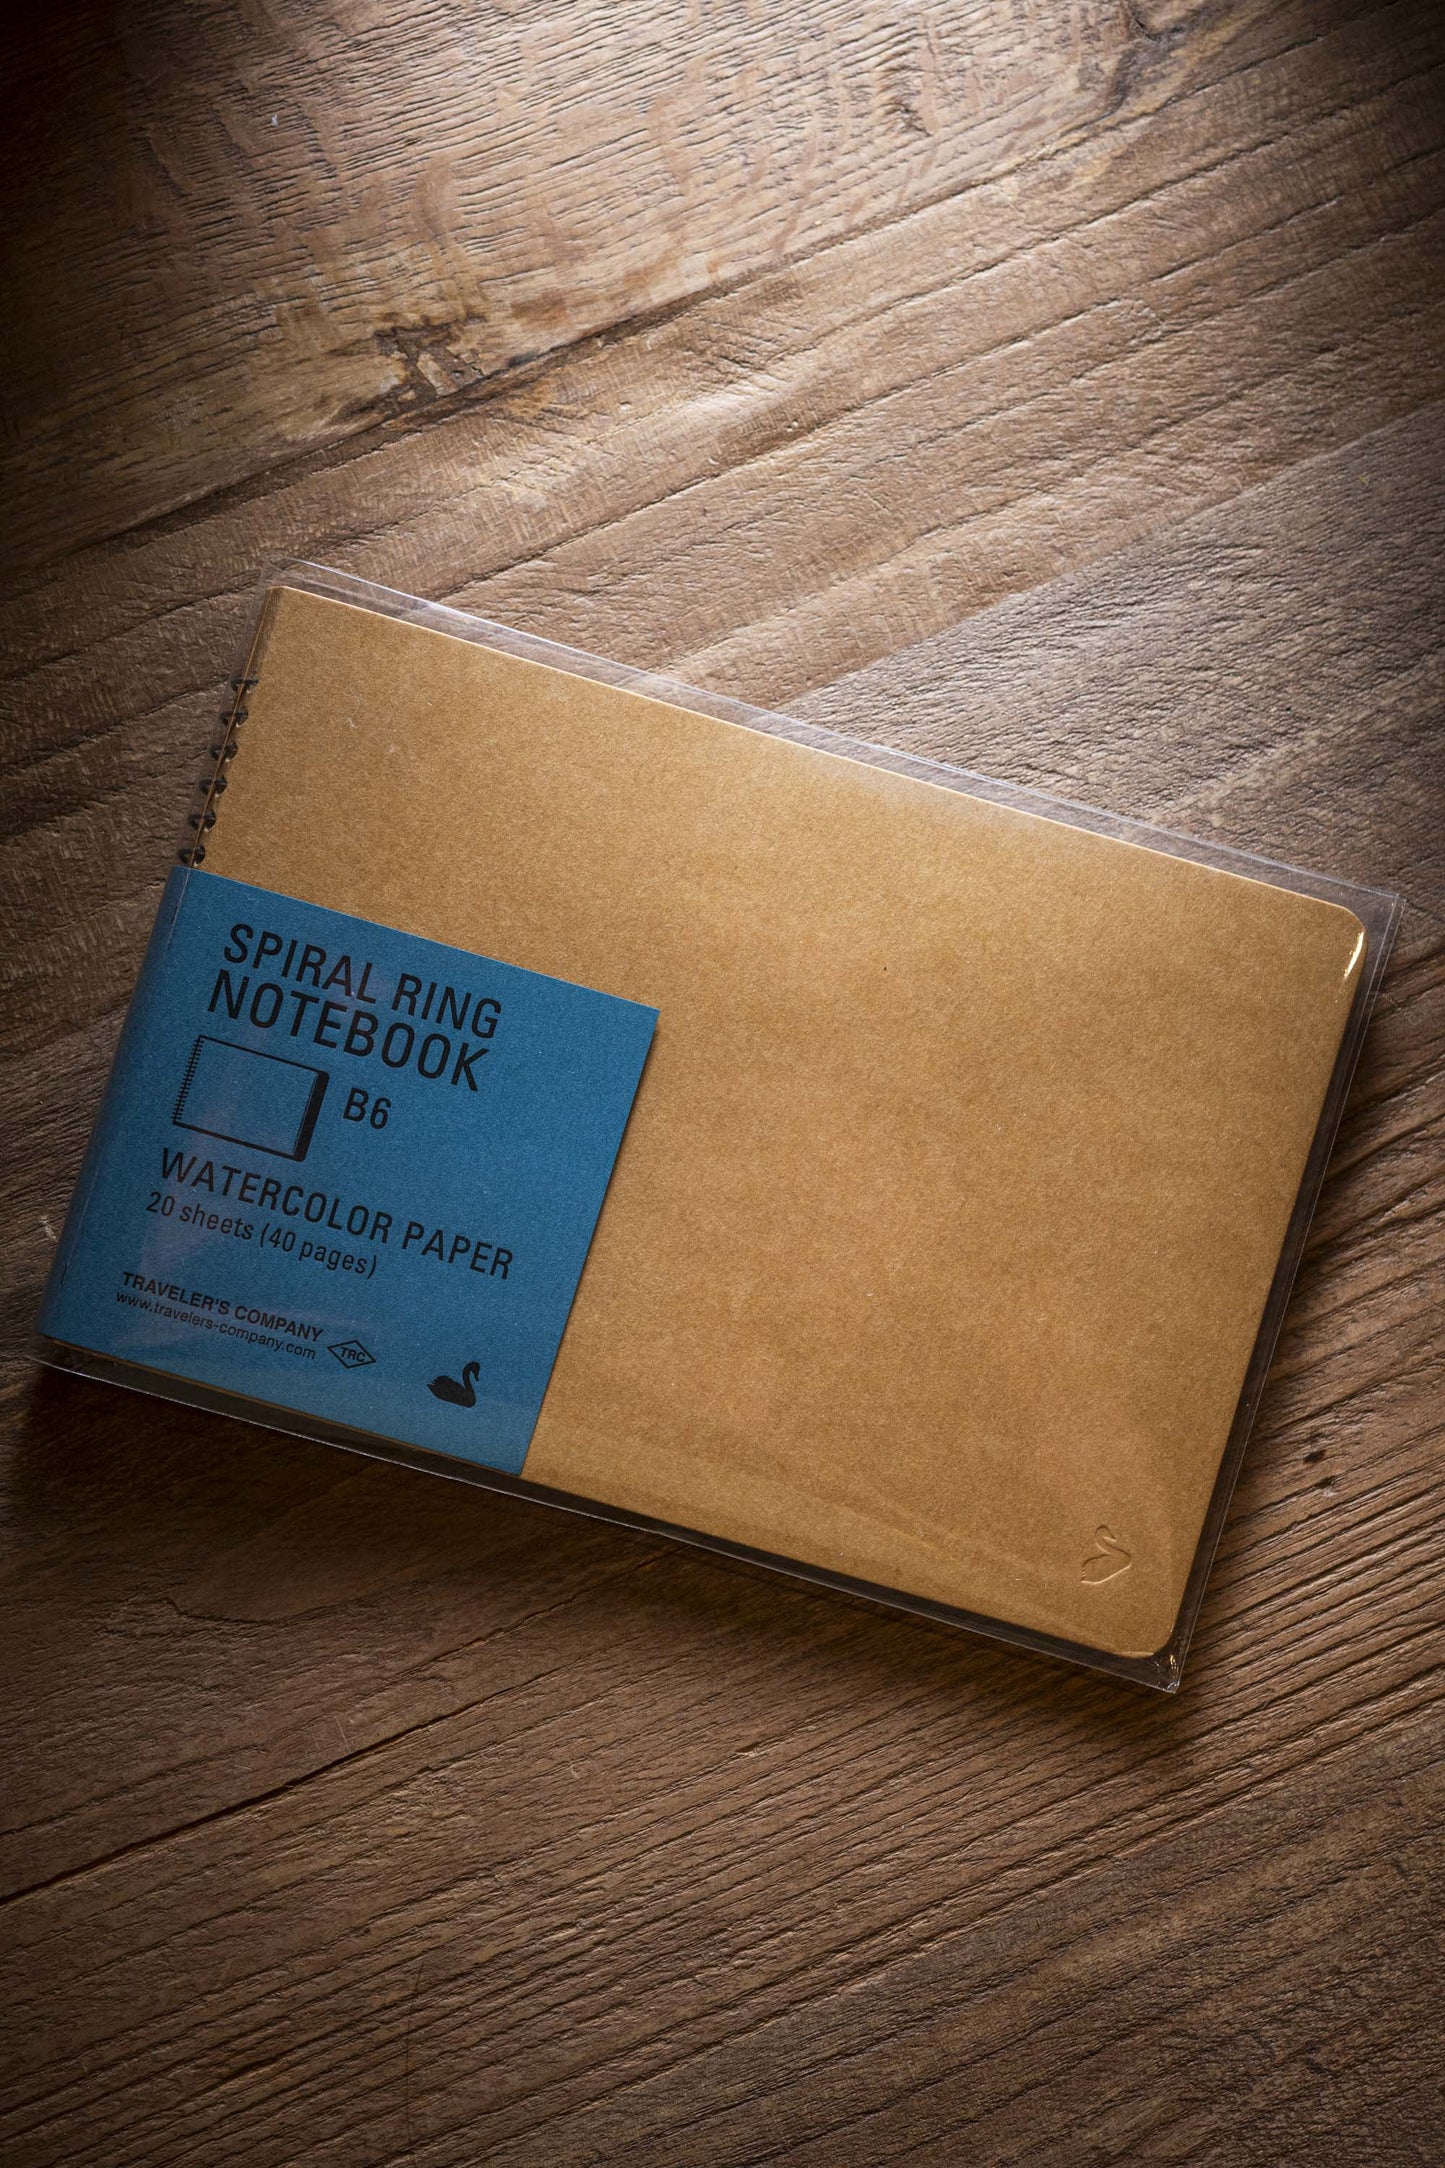 SPIRAL RING
NOTEBOOK
B6
WATERCOLOR PAPER
20 sheets (40 pages)
TRAVELER'S COMPANY
www.travelers-company.com
TRC